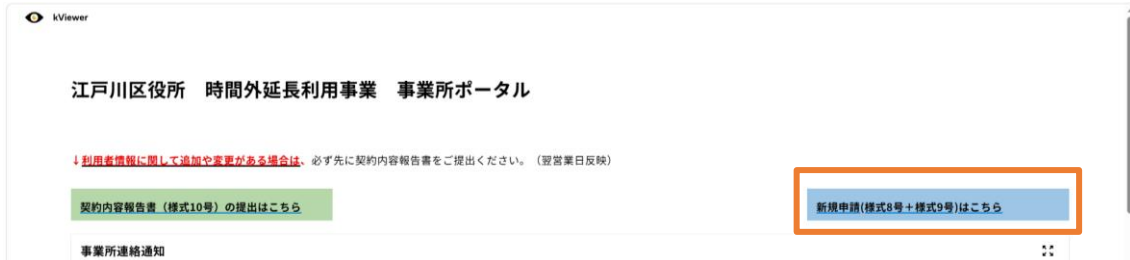 kViewer
江戸川区役所　時間外延長利用事業　事業所ポータル
↓利用者情報に関して追加や変更がある場合は、必ず先に契約内容報告書をご提出ください。（翌営業日反映）
契約内容報告書（様式10号）の提出はこちら
新規申請(様式8号＋様式9号)はこちら
事業所連絡通知